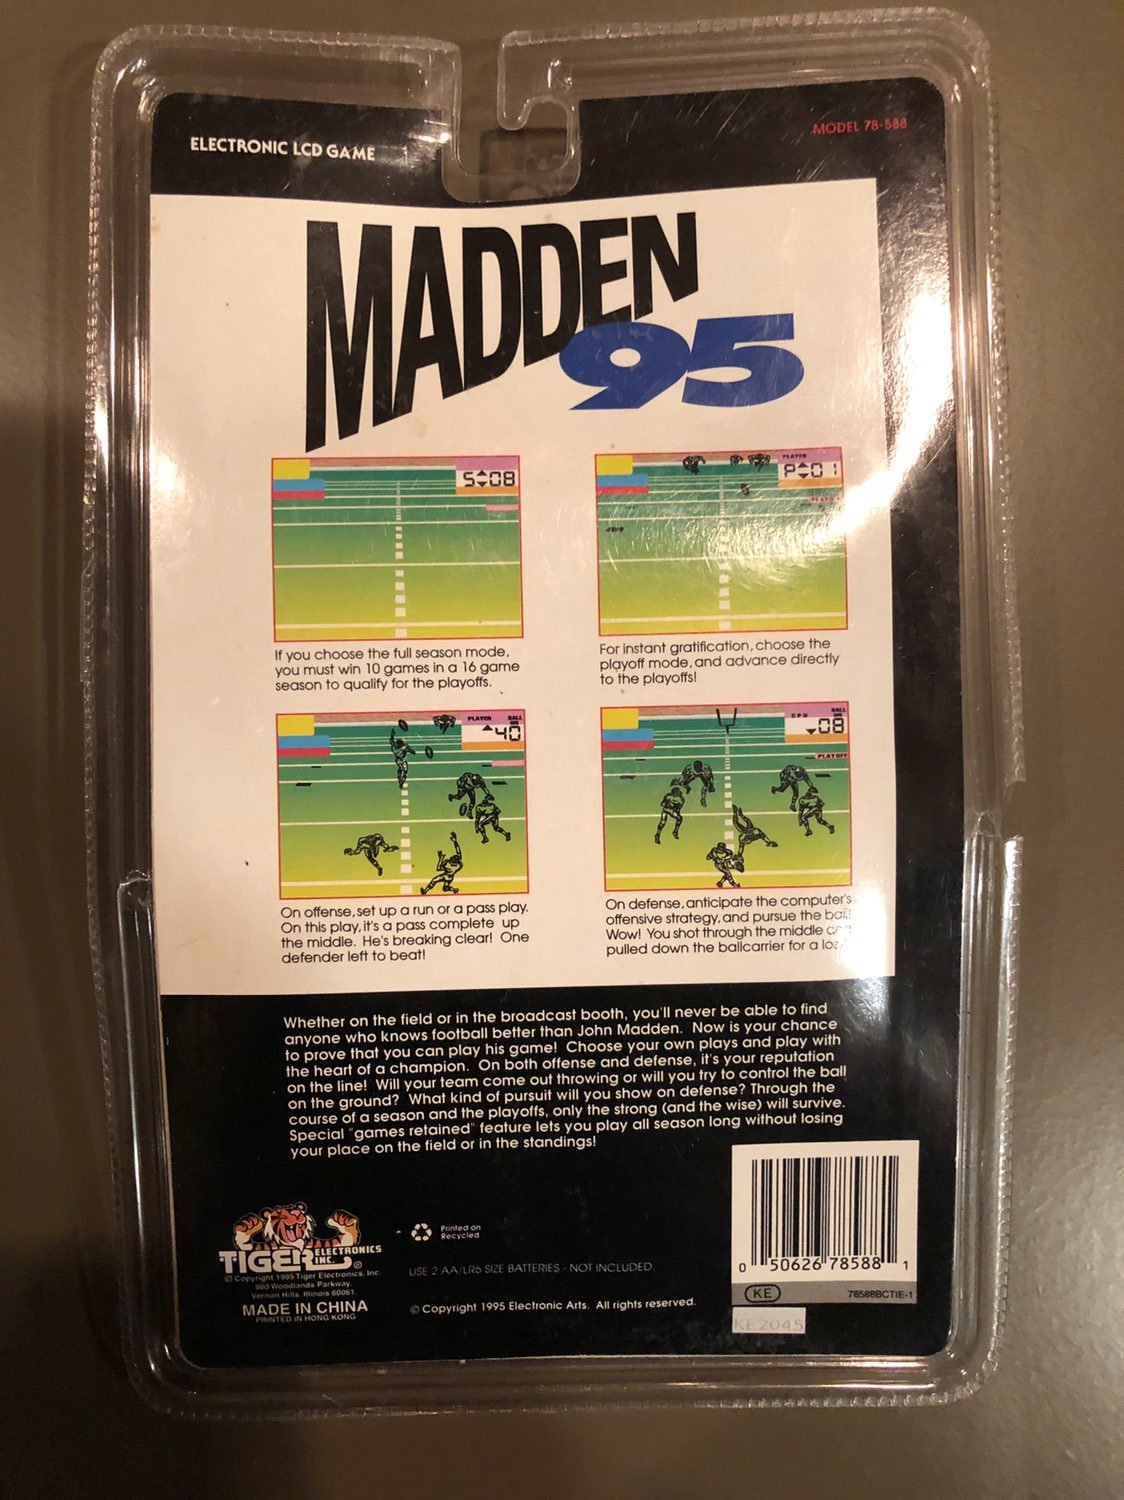 ELECTRONIC LCD GAME
MODEL 78-588
MADDEN
95
S 08
PLAYER
P 01
If you choose the full season mode,
you must win 10 games in a 16 game
season to qualify for the playoffs.
For instant gratification, choose the
playoff mode, and advance directly
to the playoffs!
PLAYER
BALL
ON
40
CPU
BALL
ON
08
PLAYOFF
On offense, set up a run or a pass play.
On this play, it's a pass complete up
the middle. He's breaking clear! One
defender left to beat!
On defense, anticipate the computer's
offensive strategy, and pursue the ball!
Wow! You shot through the middle and
pulled down the ballcarrier for a
Whether on the field or in the broadcast booth, you'll never be able to find
anyone who knows football better than John Madden. Now is your chance
to prove that you can play his game! Choose your own plays and play with
the heart of a champion. On both offense and defense, it's your reputation
on the line! Will your team come out throwing or will you try to control the ball
on the ground? What kind of pursuit will you show on defense? Through the
course of a season and the playoffs, only the strong (and the wise) will survive.
Special "games retained" feature lets you play all season long without losing
your place on the field or in the standings!
TIGER ELECTRONICS
INC. ®
© Copyright 1995 Tiger Electronics, Inc.
980 Woodlands Parkway,
Vernon Hills, Illinois 60061.
MADE IN CHINA
PRINTED IN HONG KONG
Printed on
Recycled
USE 2 AA/LR6 SIZE BATTERIES - NOT INCLUDED.
© Copyright 1995 Electronic Arts. All rights reserved.
0 50626 78588 1
KE
78588BCTIE-1
KE2045